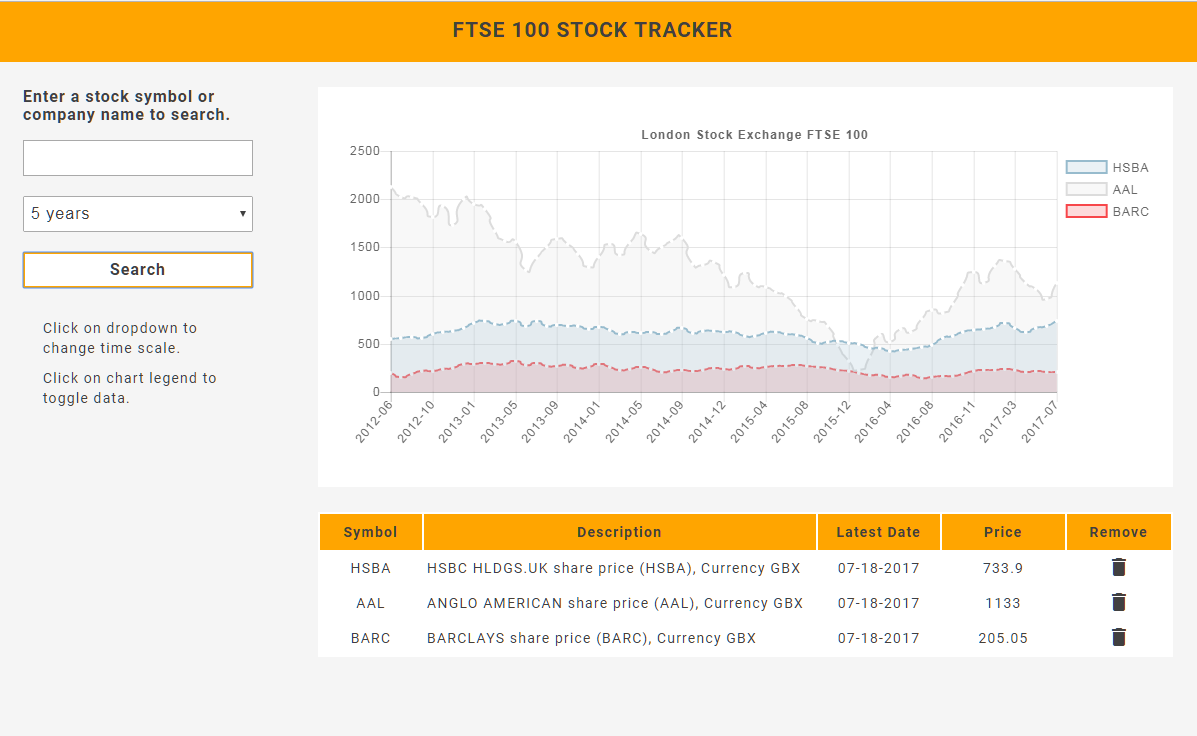 FTSE 100 STOCK TRACKER
Enter a stock symbol or
company name to search.
5 years
Search
Click on dropdown to
change time scale.
Click on chart legend to
toggle data.
London Stock Exchange FTSE 100
2500
2000
1500
1000
500
0
2012-06
2012-10
2013-01
2013-05
2013-09
2014-01
2014-05
2014-09
2014-12
2015-04
2015-08
2015-12
2016-04
2016-08
2016-11
2017-03
2017-07
HSBA
AAL
BARC
Symbol Description Latest Date Price Remove
HSBA HSBC HLDGS.UK share price (HSBA), Currency GBX 07-18-2017 733.9
AAL ANGLO AMERICAN share price (AAL), Currency GBX 07-18-2017 1133
BARC BARCLAYS share price (BARC), Currency GBX 07-18-2017 205.05